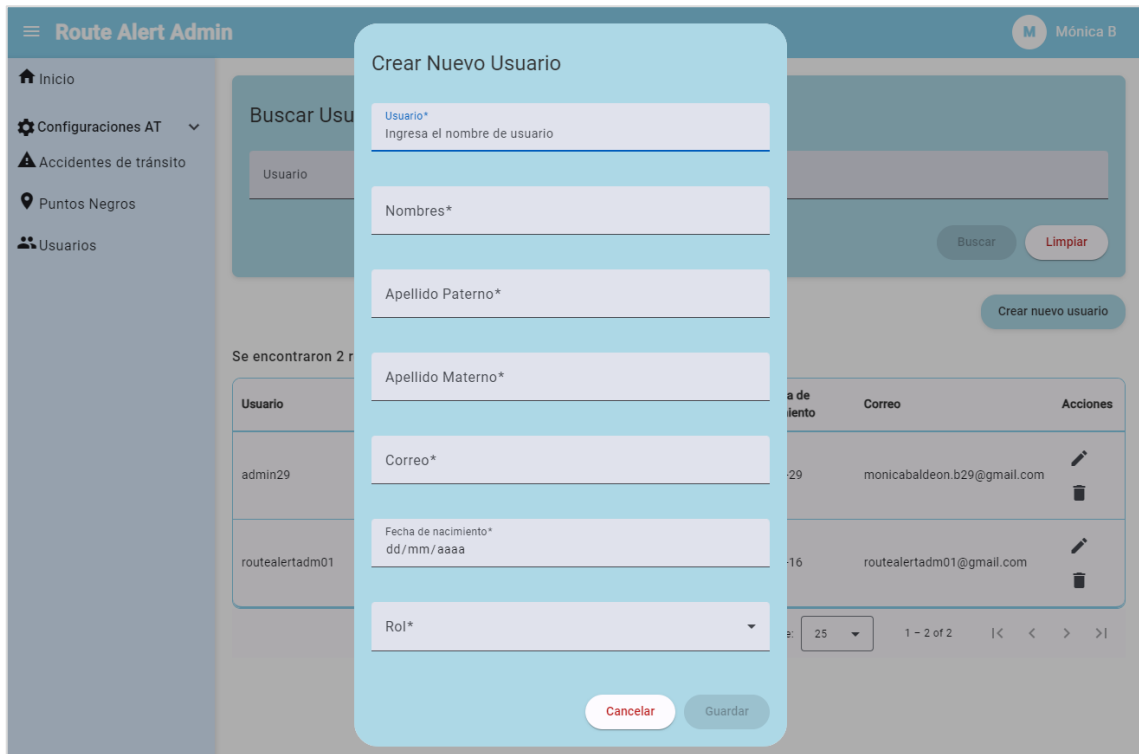 Route Alert Admin
M Mónica B
Inicio
Configuraciones AT
Accidentes de tránsito
Puntos Negros
Usuarios
Buscar Usu
Usuario
Buscar Limpiar
Crear nuevo usuario
Se encontraron 2 r
Usuario a de Correo Acciones
iento
admin29 -29 monicabaldeon.b29@gmail.com
routealertadm01 -16 routealertadm01@gmail.com
e: 25 1 – 2 of 2
Crear Nuevo Usuario
Usuario*
Ingresa el nombre de usuario
Nombres*
Apellido Paterno*
Apellido Materno*
Correo*
Fecha de nacimiento*
dd/mm/aaaa
Rol*
Cancelar Guardar